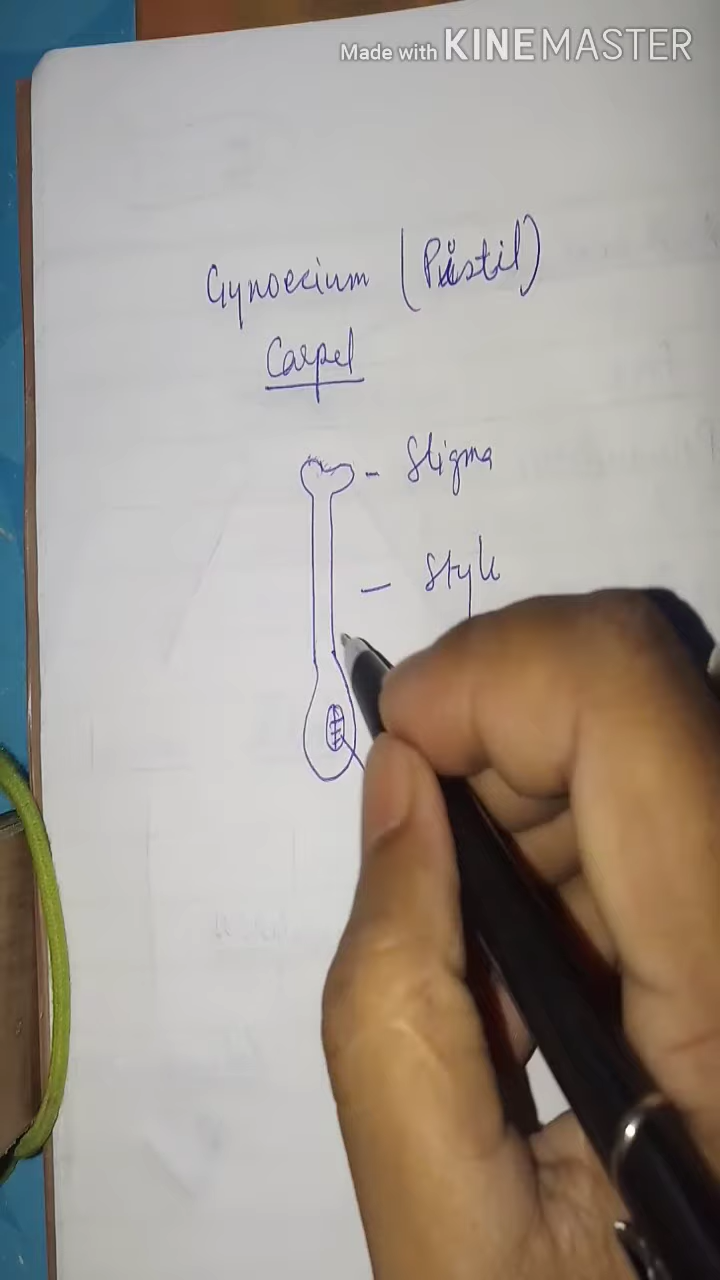 Made with KINEMASTER
Gynoecium (Pistil)
Carpel
- Stigma
- Style